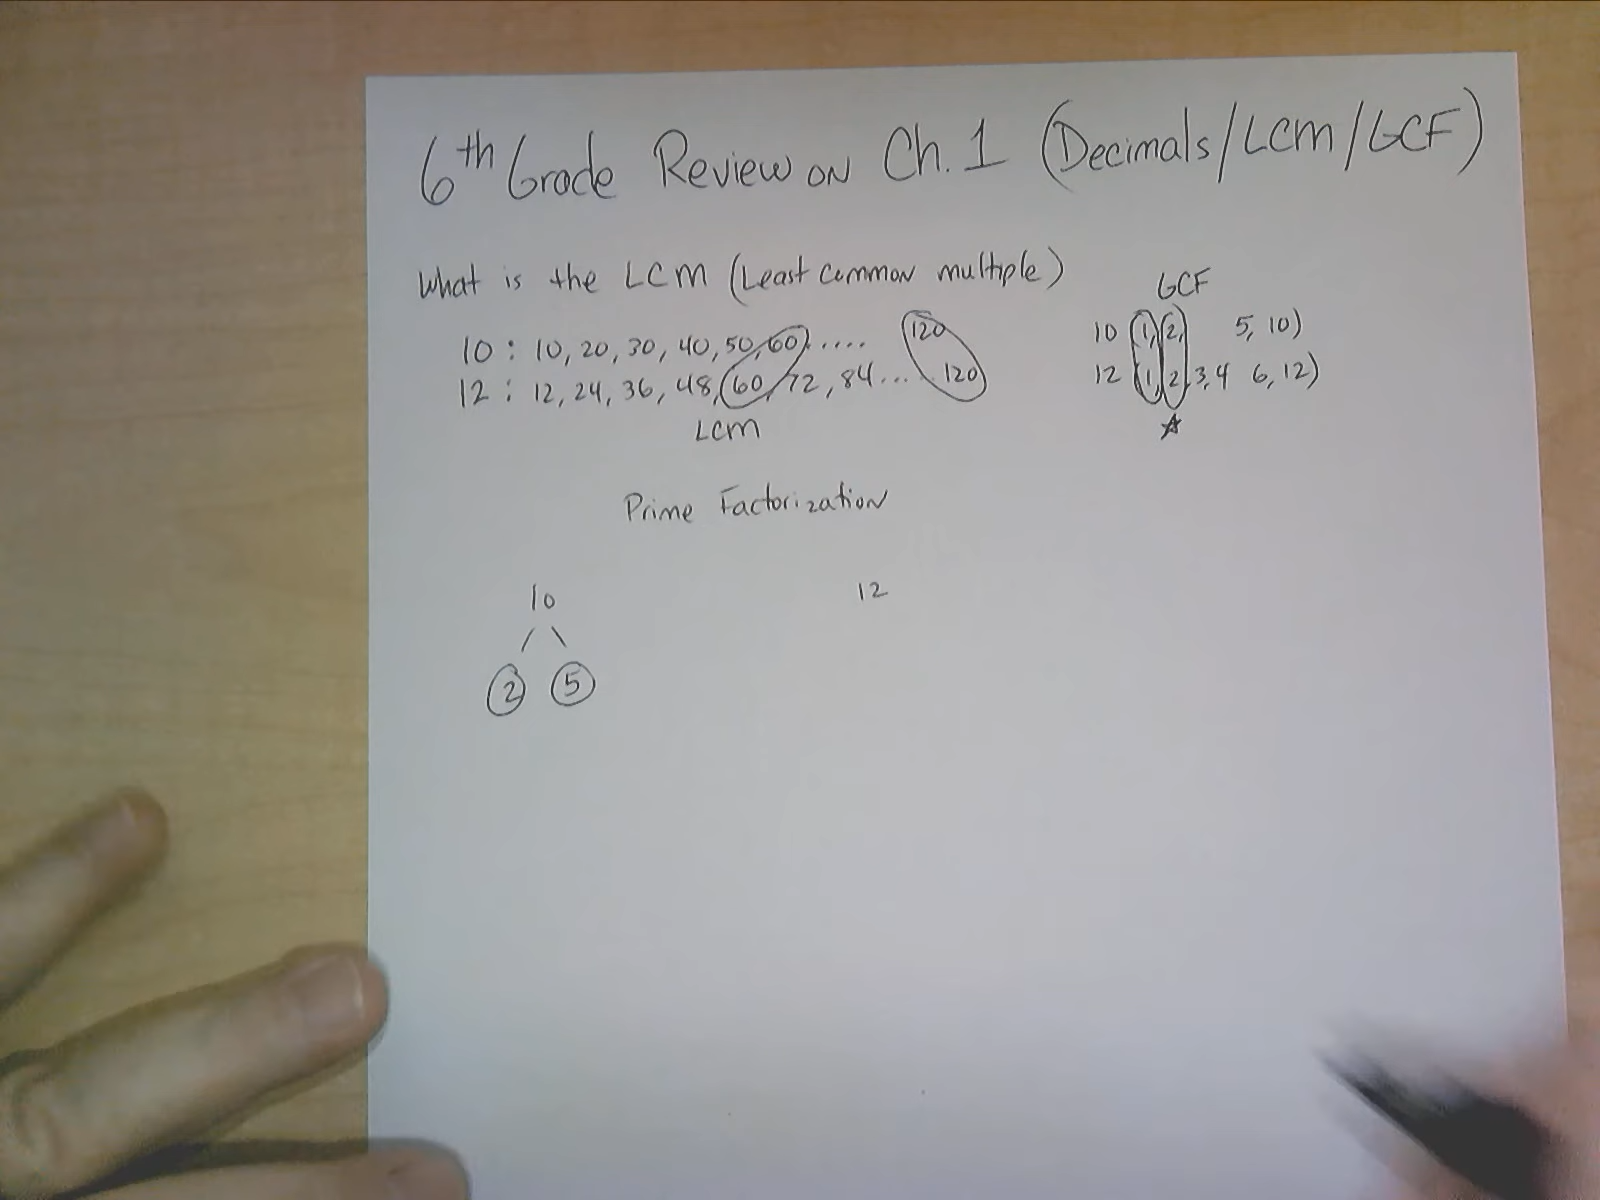 6th Grade Review on Ch. 1 (Decimals/LCM/GCF)
What is the LCM (Least Common multiple)
GCF
10 : 10, 20, 30, 40, 50, 60, .... 120
12 : 12, 24, 36, 48, 60, 72, 84... 120
LCM
10 1, 2, 5, 10)
12 1, 2, 3, 4 6, 12)
Prime Factorization
10 12
2 5